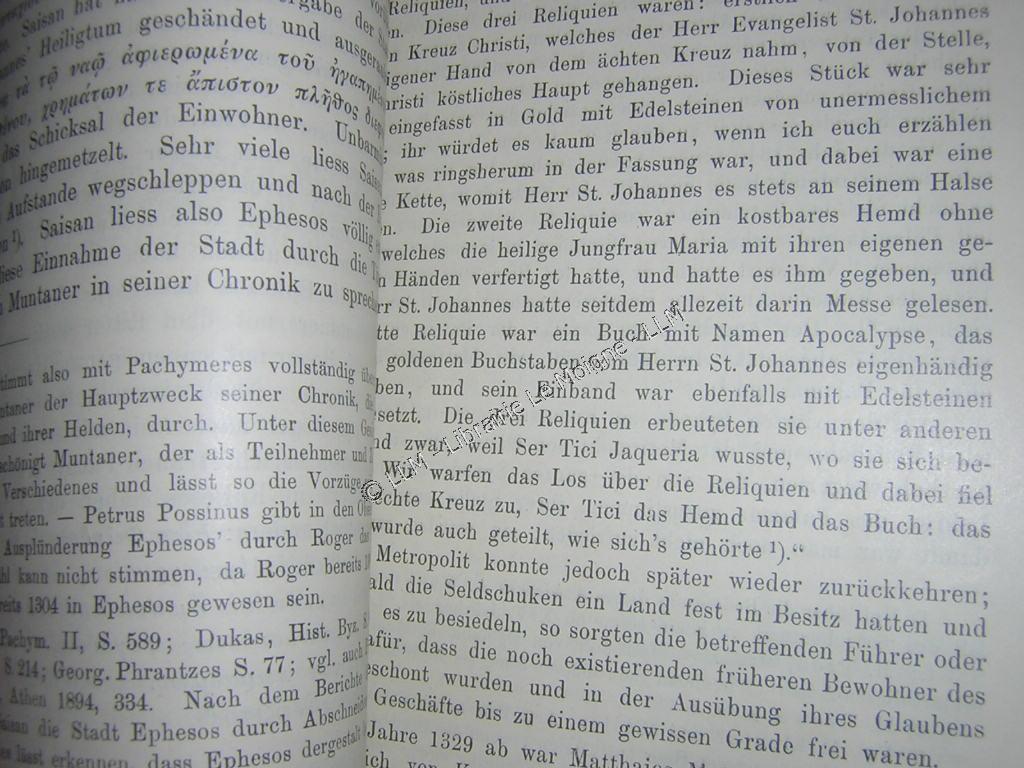 Saisan hat
Heiligtum geschändet und
τὰ τῷ ναῷ ἀφιερωμένα τοῦ
χρημάτων τε ἄπιστον πλῆθος
das Schicksal der Einwohner.
hingemetzelt. Sehr viele liess
Aufstande wegschleppen und nach der
¹). Saisan liess also Ephesos völlig
diese Einnahme der Stadt durch die
Muntaner in seiner Chronik zu
stimmt also mit Pachymeres vollständig
der Hauptzweck seiner Chronik,
und ihrer Helden, durch. Unter diesem
Muntaner, der als Teilnehmer und
Verschiedenes und lässt so die Vorzüge
treten. — Petrus Possinus gibt in den
Ausplünderung Ephesos' durch Roger
kann nicht stimmen, da Roger bereits
1304 in Ephesos gewesen sein.
Pachym. II, S. 589; Dukas, Hist. Byz.
S. 214; Georg. Phrantzes S. 77; vgl. auch
Athen 1894, 334. Nach dem Berichte
Saisan die Stadt Ephesos durch
lässt erkennen, dass Ephesos dergestalt
Reliquien,
Diese drei Reliquien waren:
Kreuz Christi, welches der Herr Evangelist St. Johannes
Hand von dem ächten Kreuz nahm, von der Stelle,
köstliches Haupt gehangen. Dieses Stück war sehr
eingefasst in Gold mit Edelsteinen von unermesslichem
ihr würdet es kaum glauben, wenn ich euch erzählen
was ringsherum in der Fassung war, und dabei war eine
Kette, womit Herr St. Johannes es stets an seinem Halse
Die zweite Reliquie war ein kostbares Hemd ohne
welches die heilige Jungfrau Maria mit ihren eigenen ge-
Händen verfertigt hatte, und hatte es ihm gegeben, und
St. Johannes hatte seitdem allezeit darin Messe gelesen.
Reliquie war ein Buch mit Namen Apocalypse, das
goldenen Buchstaben vom Herrn St. Johannes eigenhändig
und sein Einband war ebenfalls mit Edelsteinen
Die drei Reliquien erbeuteten sie unter anderen
zwar, weil Ser Tici Jaqueria wusste, wo sie sich be-
Wir warfen das Los über die Reliquien und dabei fiel
Kreuz zu, Ser Tici das Hemd und das Buch: das
wurde auch geteilt, wie sich's gehörte ¹).“
Metropolit konnte jedoch später wieder zurückkehren;
die Seldschuken ein Land fest im Besitz hatten und
es zu besiedeln, so sorgten die betreffenden Führer oder
dass die noch existierenden früheren Bewohner des
wurden und in der Ausübung ihres Glaubens
Geschäfte bis zu einem gewissen Grade frei waren.
Jahre 1329 ab war
© LLM - Librairie Le Moigne - LLM